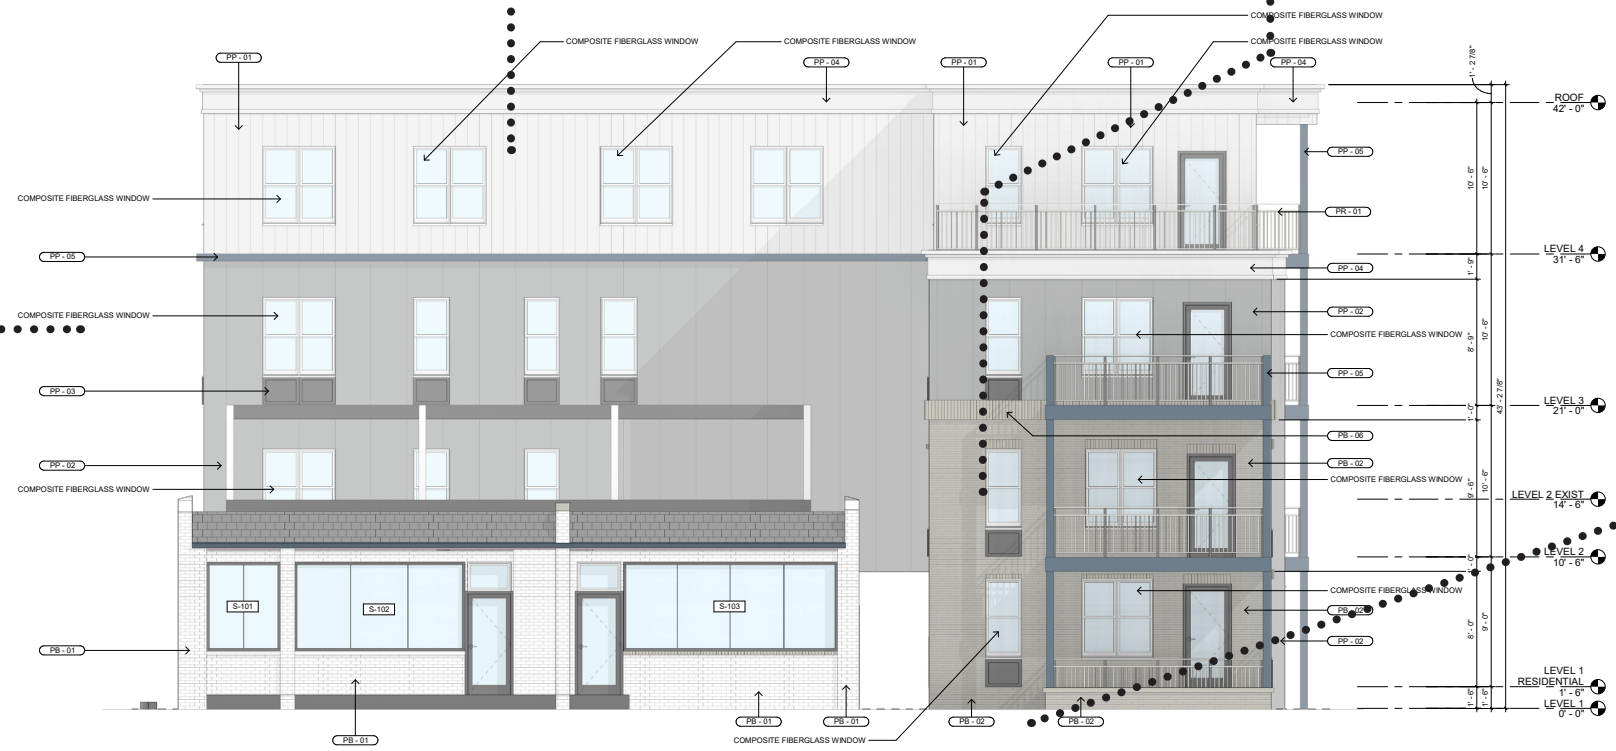 COMPOSITE FIBERGLASS WINDOW
COMPOSITE FIBERGLASS WINDOW
COMPOSITE FIBERGLASS WINDOW
COMPOSITE FIBERGLASS WINDOW
PP - 01
PP - 04
PP - 01
PP - 01
PP - 04
1' - 2 7/8"
ROOF
42' - 0"
PP - 05
10' - 6"
10' - 6"
COMPOSITE FIBERGLASS WINDOW
PR - 01
PP - 05
LEVEL 4
31' - 6"
PP - 04
1' - 9"
COMPOSITE FIBERGLASS WINDOW
PP - 02
COMPOSITE FIBERGLASS WINDOW
8' - 9"
10' - 6"
PP - 03
PP - 05
43' - 2 7/8"
LEVEL 3
21' - 0"
1' - 0"
PB - 06
PP - 02
PB - 02
COMPOSITE FIBERGLASS WINDOW
COMPOSITE FIBERGLASS WINDOW
9' - 6"
10' - 6"
LEVEL 2 EXIST
14' - 6"
LEVEL 2
10' - 6"
1' - 0"
COMPOSITE FIBERGLASS WINDOW
S-101
S-102
S-103
PB - 02
8' - 0"
9' - 0"
PB - 01
PP - 02
LEVEL 1
RESIDENTIAL
1' - 6"
1' - 6"
1' - 6"
LEVEL 1
0' - 0"
PB - 01
PB - 01
PB - 02
PB - 02
PB - 01
COMPOSITE FIBERGLASS WINDOW